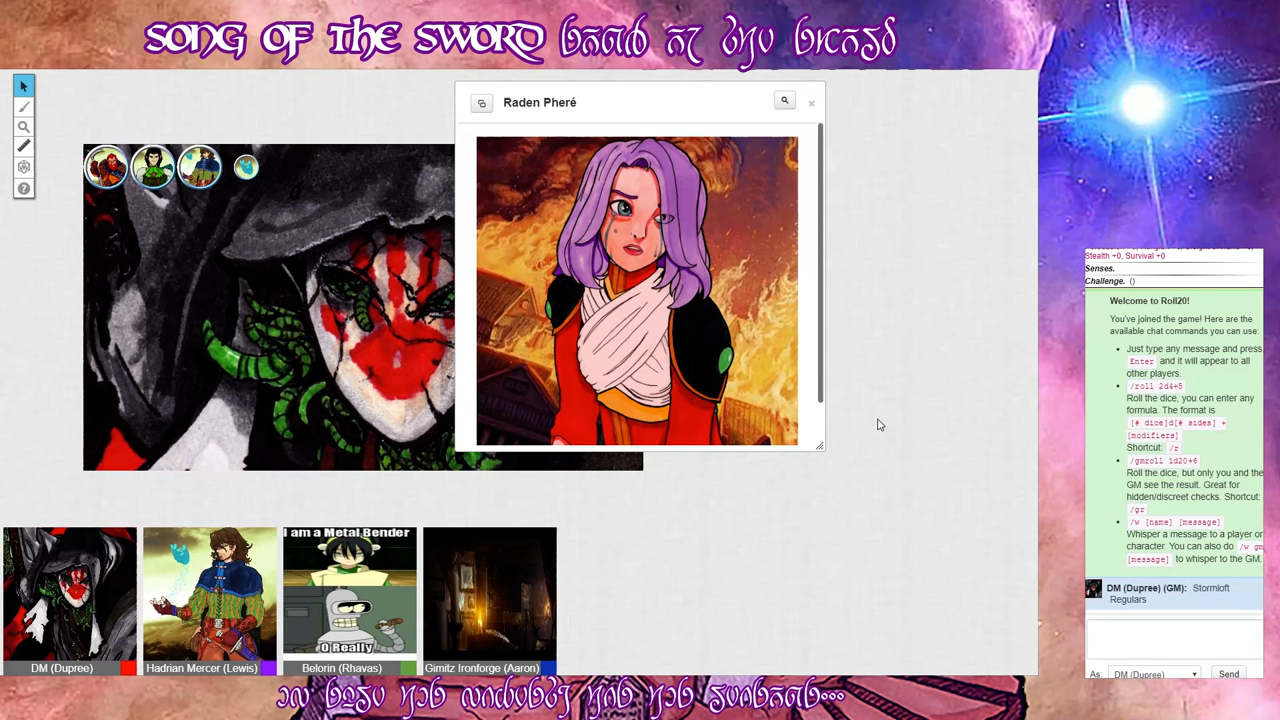 SONG OF THE SWORD
Raden Pheré
Stealth +0, Survival +0
Senses.
Challenge. ()
Welcome to Roll20!
You've joined the game! Here are the
available chat commands you can use:
Just type any message and press
Enter and it will appear to all
other players.
/roll 2d4+5
Roll the dice, you can enter any
formula. The format is
[# dice]d[# sides] +
[modifiers]
Shortcut: /r
/gmroll 1d20+6
Roll the dice, but only you and the
GM see the result. Great for
hidden/discreet checks. Shortcut:
/gr
/w [name] [message]
Whisper a message to a player or
character. You can also do /w gm
[message] to whisper to the GM.
DM (Dupree) (GM): Stormloft
Regulars
As: DM (Dupree) Send
I am a Metal Bender
O Really
DM (Dupree)
Hadrian Mercer (Lewis)
Belorin (Rhavas)
Gimitz Ironforge (Aaron)